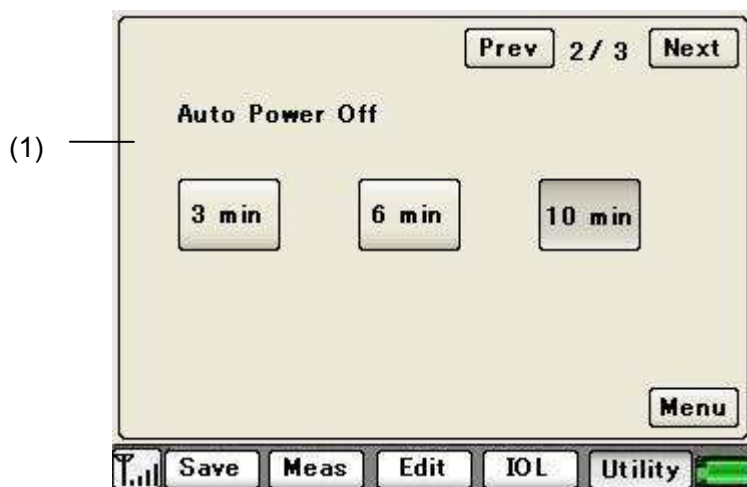 Prev 2/3 Next
Auto Power Off
(1)
3 min 6 min 10 min
Menu
Save Meas Edit IOL Utility